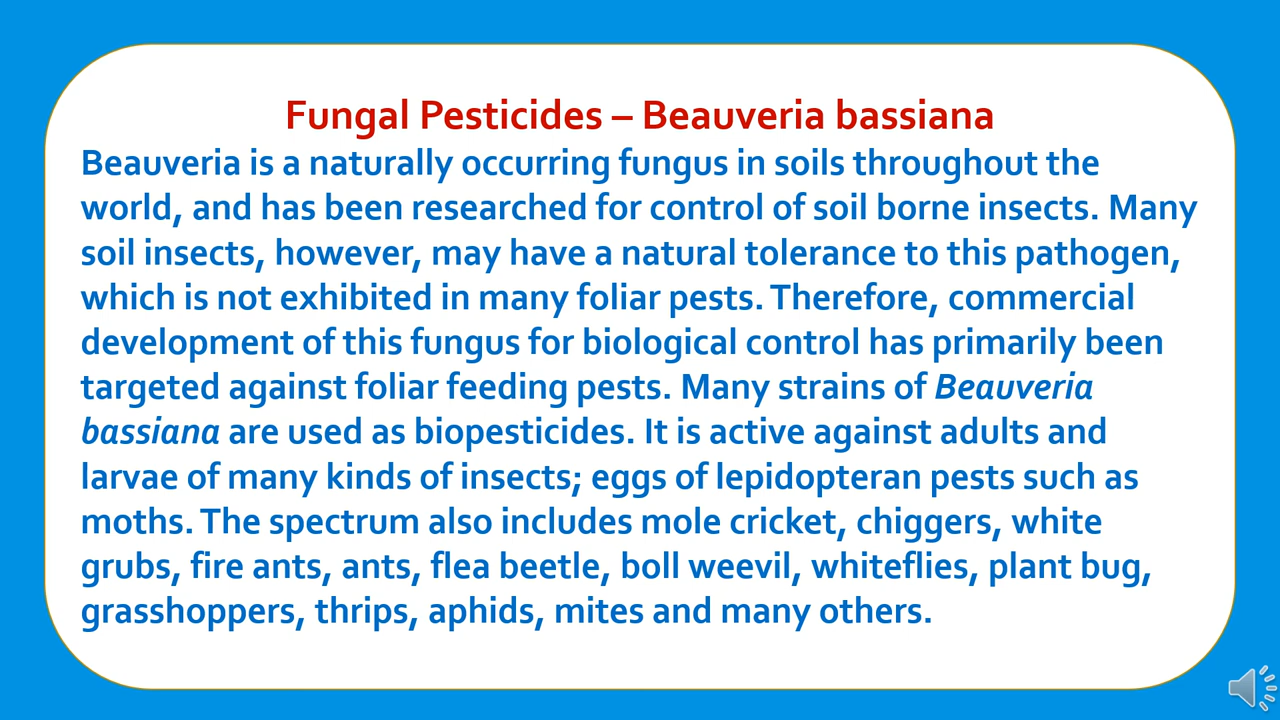 Fungal Pesticides – Beauveria bassiana
Beauveria is a naturally occurring fungus in soils throughout the
world, and has been researched for control of soil borne insects. Many
soil insects, however, may have a natural tolerance to this pathogen,
which is not exhibited in many foliar pests. Therefore, commercial
development of this fungus for biological control has primarily been
targeted against foliar feeding pests. Many strains of Beauveria
bassiana are used as biopesticides. It is active against adults and
larvae of many kinds of insects; eggs of lepidopteran pests such as
moths. The spectrum also includes mole cricket, chiggers, white
grubs, fire ants, ants, flea beetle, boll weevil, whiteflies, plant bug,
grasshoppers, thrips, aphids, mites and many others.